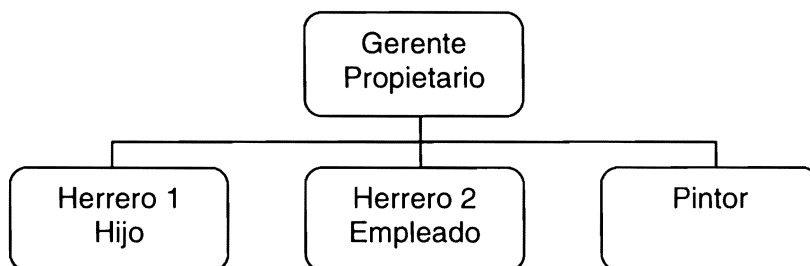 Gerente
Propietario
Herrero 1
Hijo
Herrero 2
Empleado
Pintor